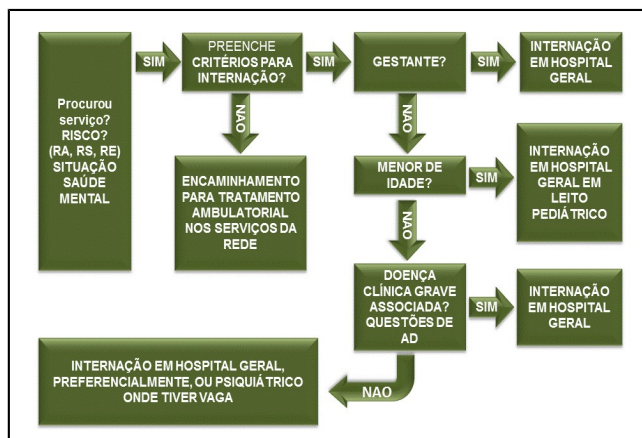 Procurou
serviço?
RISCO?
(RA, RS, RE)
SITUAÇÃO
SAÚDE
MENTAL
SIM
PREENCHE
CRITÉRIOS PARA
INTERNAÇÃO?
SIM
GESTANTE?
SIM
INTERNAÇÃO
EM HOSPITAL
GERAL
NAO
NAO
ENCAMINHAMENTO
PARA TRATAMENTO
AMBULATORIAL
NOS SERVIÇOS DA
REDE
MENOR DE
IDADE?
SIM
INTERNAÇÃO
EM HOSPITAL
GERAL EM
LEITO
PEDIÁTRICO
NAO
DOENÇA
CLÍNICA GRAVE
ASSOCIADA?
QUESTÕES DE
AD
SIM
INTERNAÇÃO
EM HOSPITAL
GERAL
NAO
INTERNAÇÃO EM HOSPITAL GERAL,
PREFERENCIALMENTE, OU PSIQUIÁTRICO
ONDE TIVER VAGA